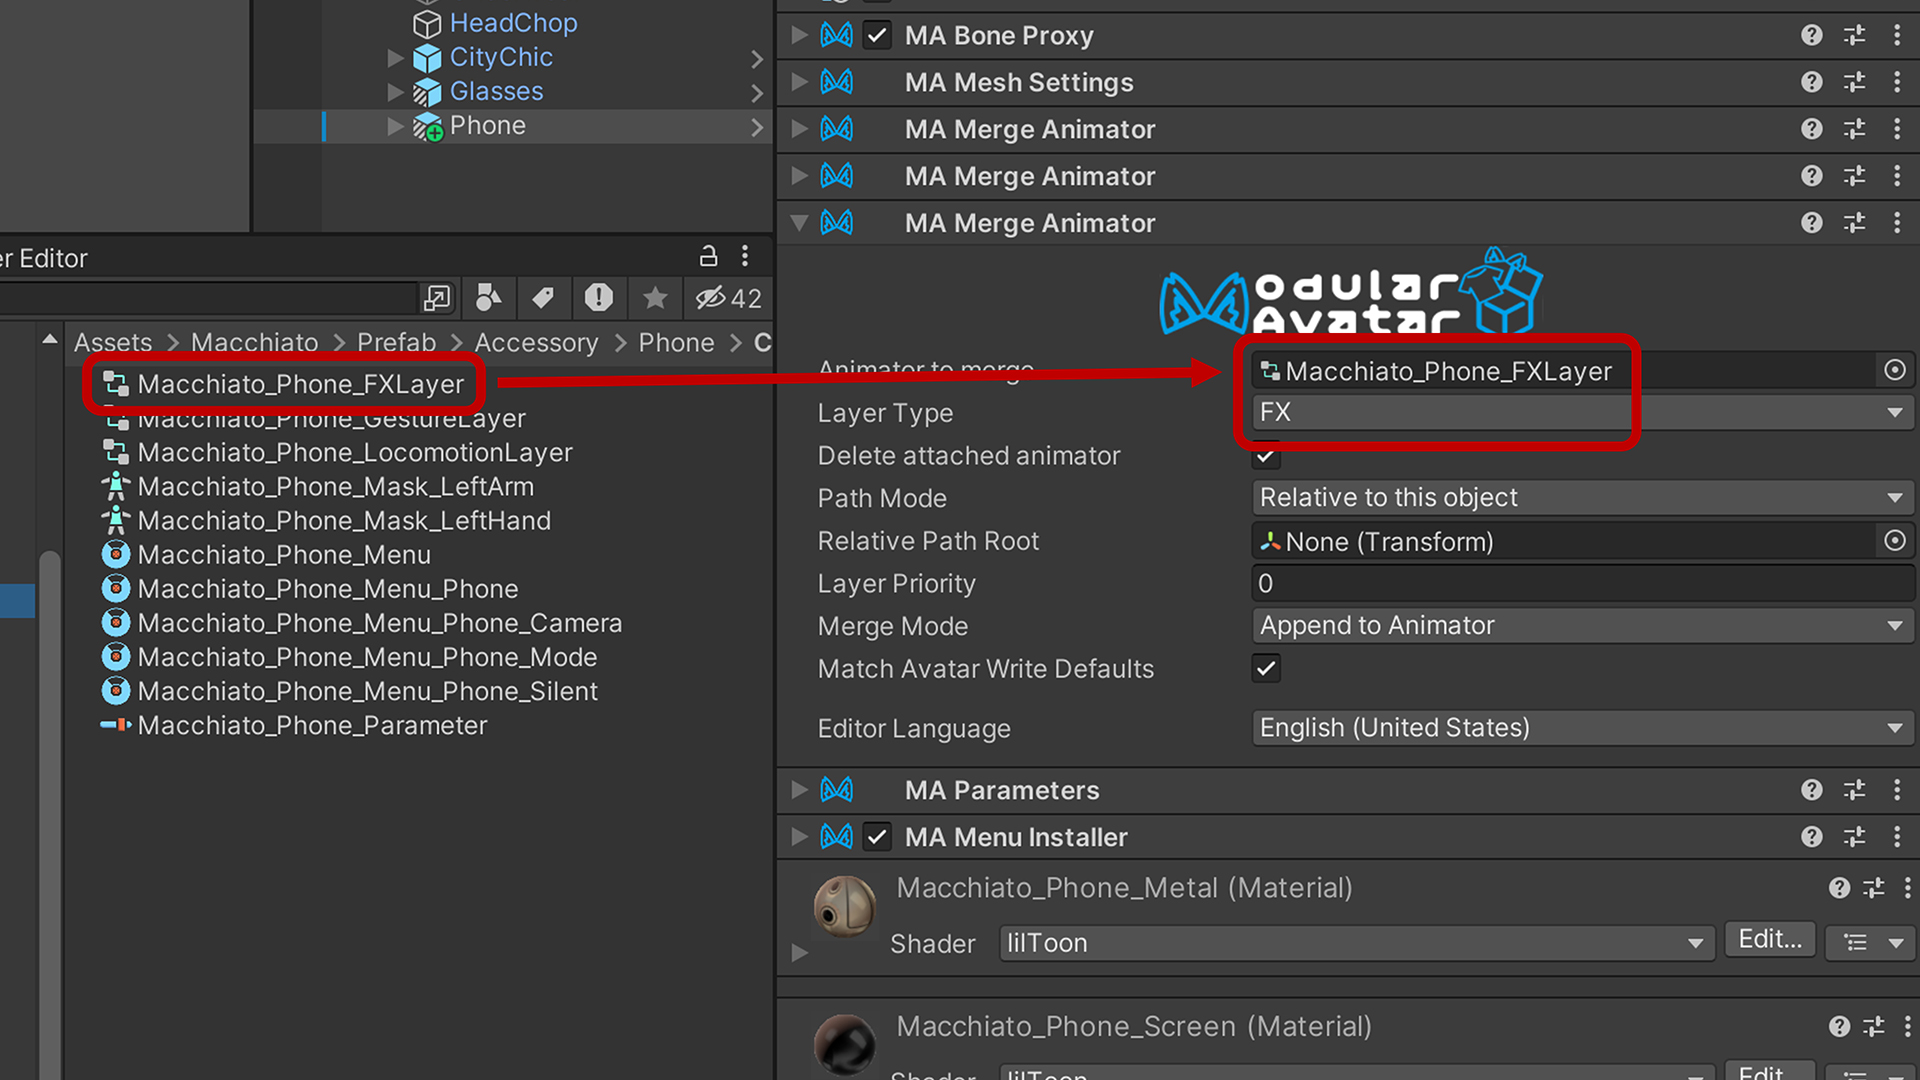 HeadChop
CityChic
Glasses
Phone
er Editor
42
Assets > Macchiato > Prefab > Accessory > Phone > C
Macchiato_Phone_FXLayer
Macchiato_Phone_GestureLayer
Macchiato_Phone_LocomotionLayer
Macchiato_Phone_Mask_LeftArm
Macchiato_Phone_Mask_LeftHand
Macchiato_Phone_Menu
Macchiato_Phone_Menu_Phone
Macchiato_Phone_Menu_Phone_Camera
Macchiato_Phone_Menu_Phone_Mode
Macchiato_Phone_Menu_Phone_Silent
Macchiato_Phone_Parameter
MA Bone Proxy
MA Mesh Settings
MA Merge Animator
MA Merge Animator
MA Merge Animator
Modular
Avatar
Animator to merge Macchiato_Phone_FXLayer
Layer Type FX
Delete attached animator
Path Mode Relative to this object
Relative Path Root None (Transform)
Layer Priority 0
Merge Mode Append to Animator
Match Avatar Write Defaults
Editor Language English (United States)
MA Parameters
MA Menu Installer
Macchiato_Phone_Metal (Material)
Shader lilToon Edit...
Macchiato_Phone_Screen (Material)
Shader lilToon Edit...